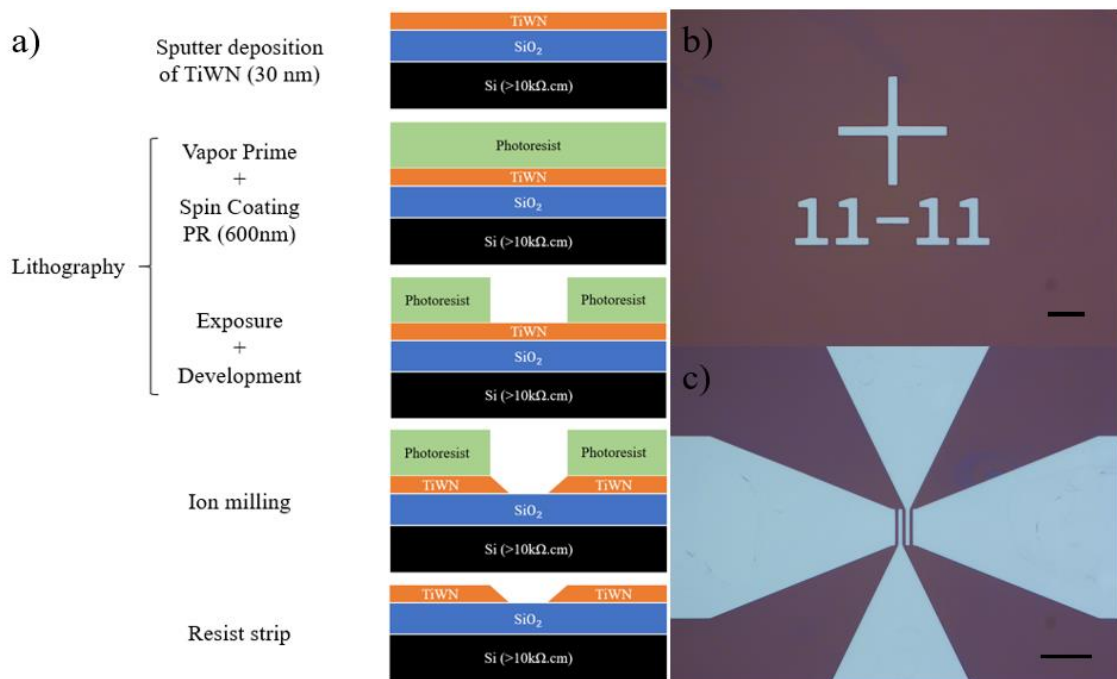 a)
Sputter deposition
of TiWN (30 nm)
TiWN
SiO₂
Si (>10kΩ.cm)
Lithography
Vapor Prime
+
Spin Coating
PR (600nm)
Photoresist
TiWN
SiO₂
Si (>10kΩ.cm)
Exposure
+
Development
Photoresist Photoresist
TiWN
SiO₂
Si (>10kΩ.cm)
Ion milling
Photoresist Photoresist
TiWN TiWN
SiO₂
Si (>10kΩ.cm)
Resist strip
TiWN TiWN
SiO₂
Si (>10kΩ.cm)
b)
11-11
c)